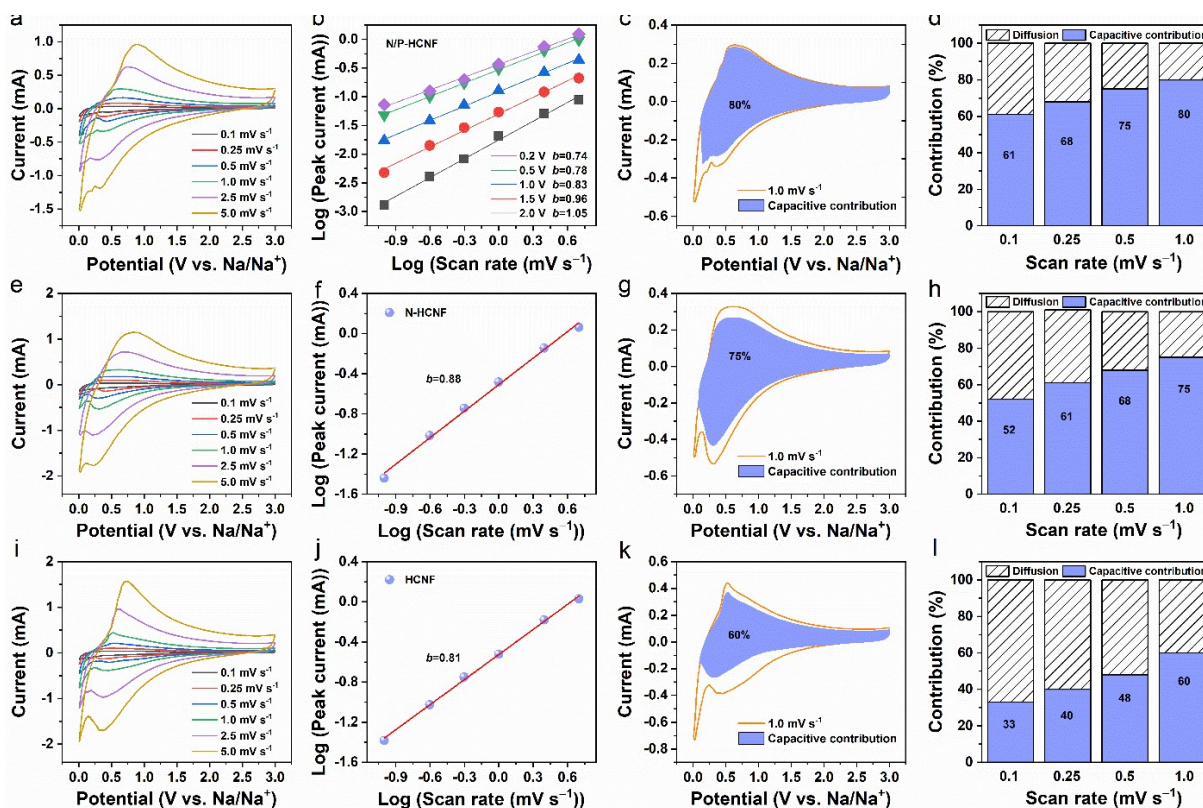 a
Current (mA)
1.0
0.5
0.0
-0.5
-1.0
-1.5
0.1 mV s⁻¹
0.25 mV s⁻¹
0.5 mV s⁻¹
1.0 mV s⁻¹
2.5 mV s⁻¹
5.0 mV s⁻¹
0.0 0.5 1.0 1.5 2.0 2.5 3.0
Potential (V vs. Na/Na⁺)
b
Log (Peak current (mA))
N/P-HCNF
0.0
-0.5
-1.0
-1.5
-2.0
-2.5
-3.0
0.2 V b=0.74
0.5 V b=0.78
1.0 V b=0.83
1.5 V b=0.96
2.0 V b=1.05
-0.9 -0.6 -0.3 0.0 0.3 0.6
Log (Scan rate (mV s⁻¹))
c
Current (mA)
0.4
0.2
0.0
-0.2
-0.4
-0.6
80%
1.0 mV s⁻¹
Capacitive contribution
0.0 0.5 1.0 1.5 2.0 2.5 3.0
Potential (V vs. Na/Na⁺)
d
Contribution (%)
Diffusion Capacitive contribution
100
80
60
40
20
0
61 68 75 80
0.1 0.25 0.5 1.0
Scan rate (mV s⁻¹)
e
Current (mA)
2
1
0
-1
-2
0.1 mV s⁻¹
0.25 mV s⁻¹
0.5 mV s⁻¹
1.0 mV s⁻¹
2.5 mV s⁻¹
5.0 mV s⁻¹
0.0 0.5 1.0 1.5 2.0 2.5 3.0
Potential (V vs. Na/Na⁺)
f
Log (Peak current (mA))
N-HCNF
0.4
0.0
-0.4
-0.8
-1.2
-1.6
b=0.88
-0.9 -0.6 -0.3 0.0 0.3 0.6
Log (Scan rate (mV s⁻¹))
g
Current (mA)
0.4
0.2
0.0
-0.2
-0.4
-0.6
75%
1.0 mV s⁻¹
Capacitive contribution
0.0 0.5 1.0 1.5 2.0 2.5 3.0
Potential (V vs. Na/Na⁺)
h
Contribution (%)
Diffusion Capacitive contribution
100
80
60
40
20
0
52 61 68 75
0.1 0.25 0.5 1.0
Scan rate (mV s⁻¹)
i
Current (mA)
2
1
0
-1
-2
0.1 mV s⁻¹
0.25 mV s⁻¹
0.5 mV s⁻¹
1.0 mV s⁻¹
2.5 mV s⁻¹
5.0 mV s⁻¹
0.0 0.5 1.0 1.5 2.0 2.5 3.0
Potential (V vs. Na/Na⁺)
j
Log (Peak current (mA))
HCNF
0.4
0.0
-0.4
-0.8
-1.2
-1.6
b=0.81
-0.9 -0.6 -0.3 0.0 0.3 0.6
Log (Scan rate (mV s⁻¹))
k
Current (mA)
0.6
0.4
0.2
0.0
-0.2
-0.4
-0.6
-0.8
60%
1.0 mV s⁻¹
Capacitive contribution
0.0 0.5 1.0 1.5 2.0 2.5 3.0
Potential (V vs. Na/Na⁺)
l
Contribution (%)
Diffusion Capacitive contribution
100
80
60
40
20
0
33 40 48 60
0.1 0.25 0.5 1.0
Scan rate (mV s⁻¹)